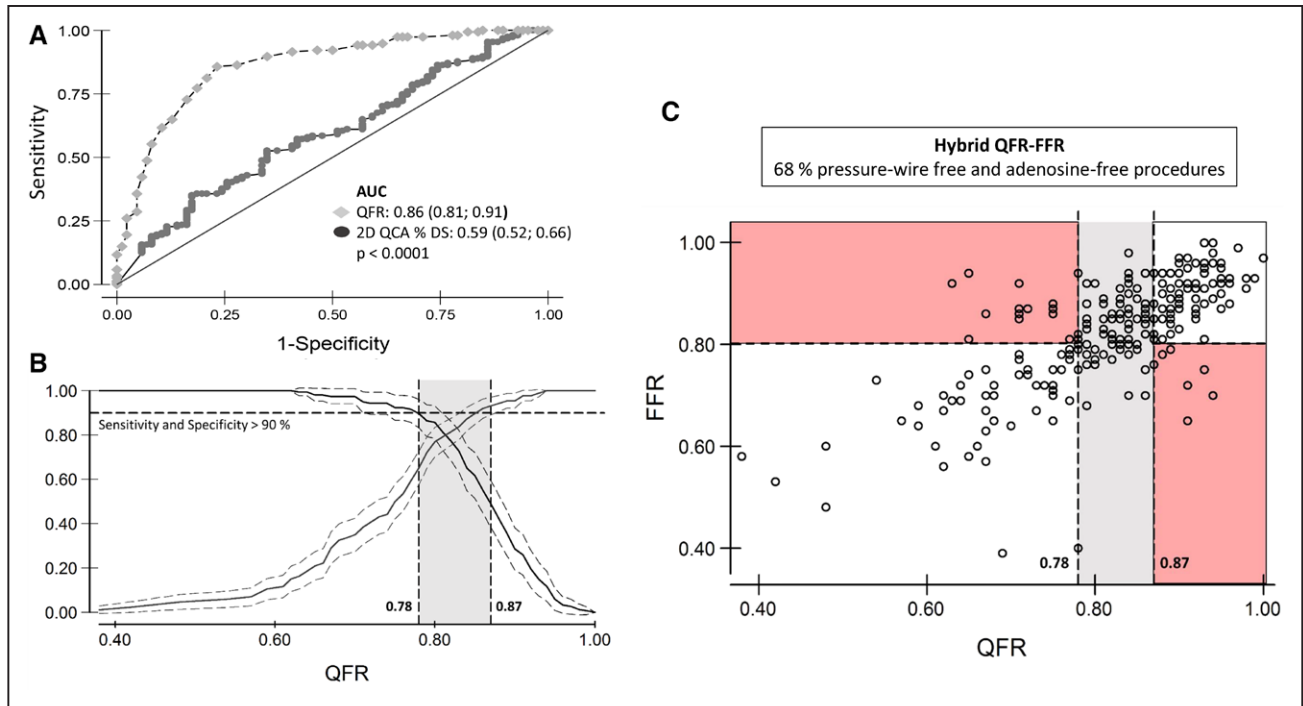 A
1.00
0.75
0.50
0.25
0.00
Sensitivity
0.00 0.25 0.50 0.75 1.00
1-Specificity
AUC
QFR: 0.86 (0.81; 0.91)
2D QCA % DS: 0.59 (0.52; 0.66)
p < 0.0001
B
1.00
0.80
0.60
0.40
0.20
0.00
Sensitivity and Specificity > 90 %
0.78 0.87
0.40 0.60 0.80 1.00
QFR
C
Hybrid QFR-FFR
68 % pressure-wire free and adenosine-free procedures
1.00
0.80
0.60
0.40
FFR
0.78 0.87
0.40 0.60 0.80 1.00
QFR